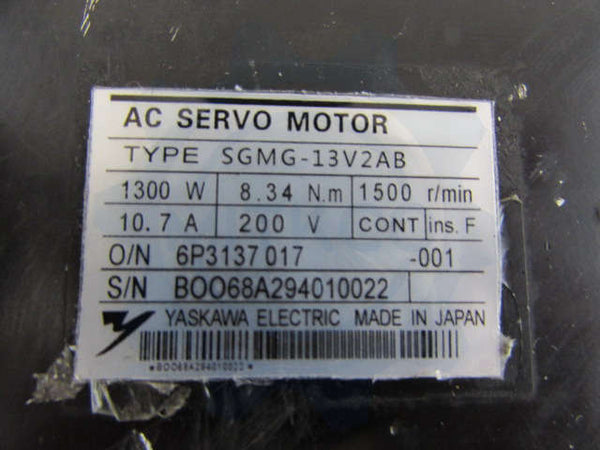 AC SERVO MOTOR
TYPE SGMG-13V2AB
1300 W 8.34 N.m 1500 r/min
10.7 A 200 V CONT ins. F
O/N 6P3137 017 -001
S/N BOO68A294010022
YASKAWA ELECTRIC MADE IN JAPAN
*BOO68A294010022*